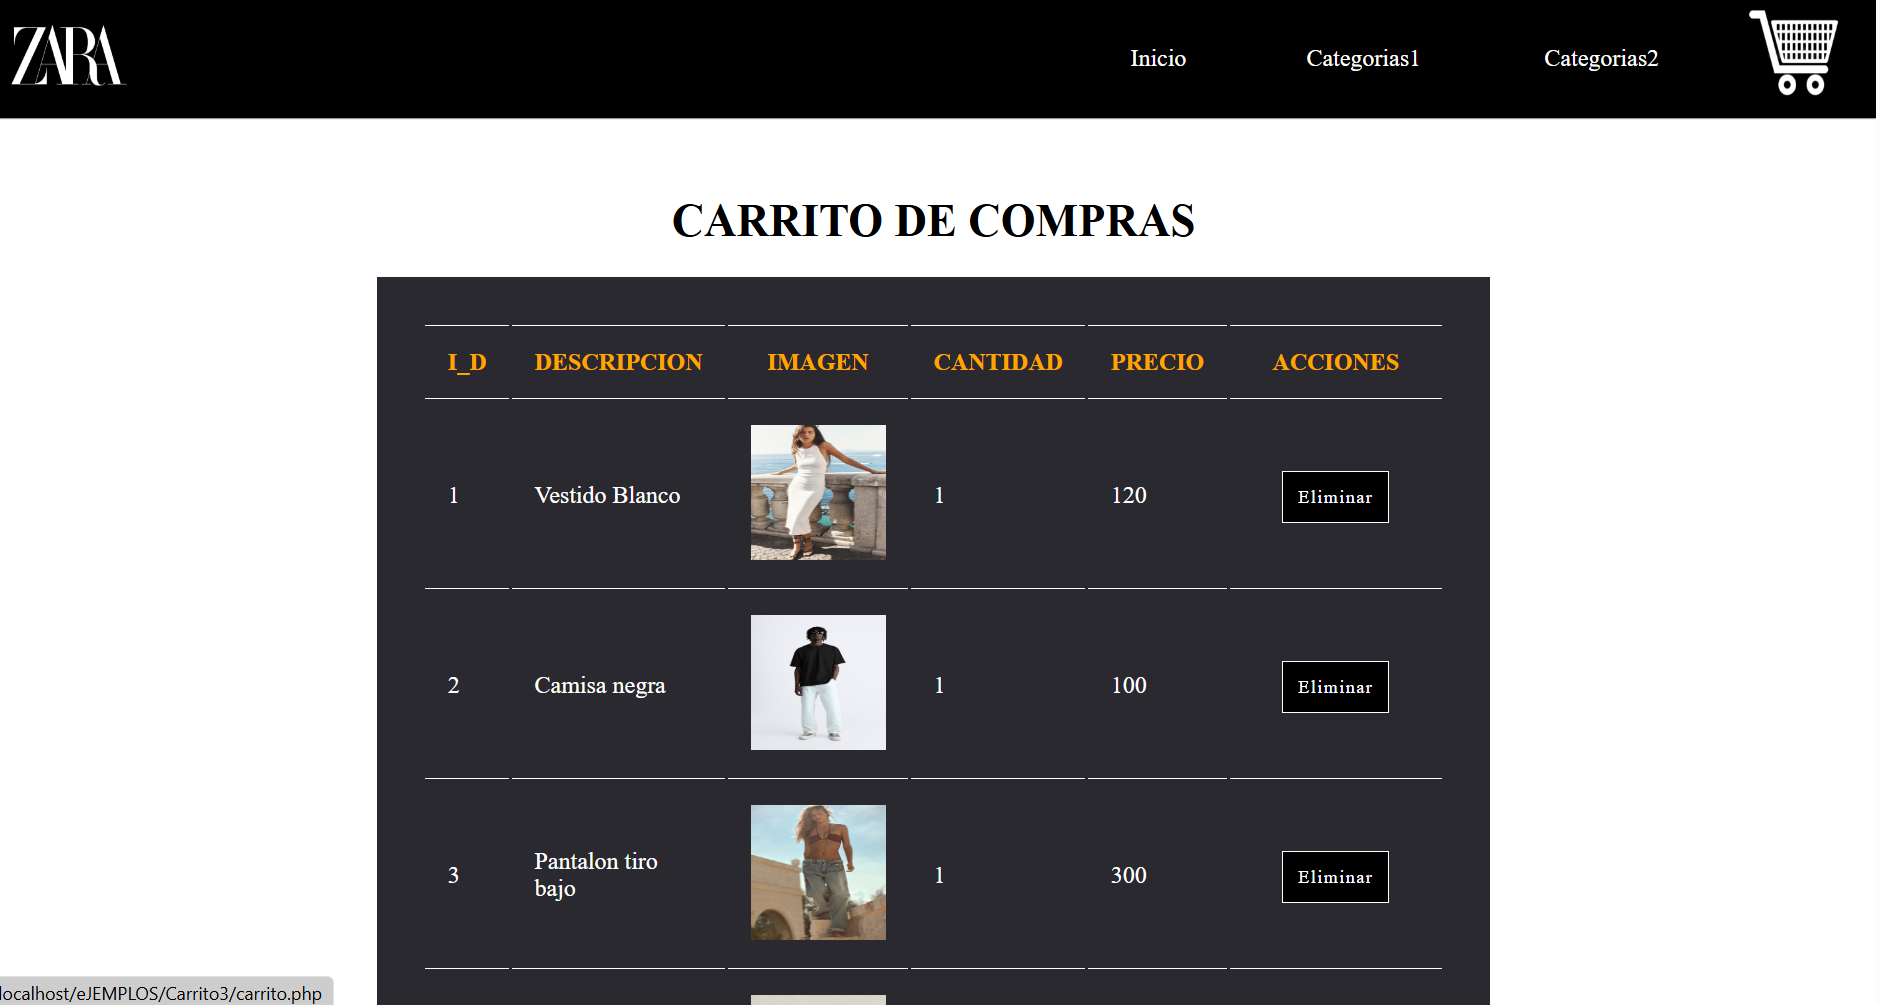 ZARA
Inicio Categorias1 Categorias2
CARRITO DE COMPRAS
I_D DESCRIPCION IMAGEN CANTIDAD PRECIO ACCIONES
1 Vestido Blanco 1 120 Eliminar
2 Camisa negra 1 100 Eliminar
3 Pantalon tiro
bajo 1 300 Eliminar
localhost/eJEMPLOS/Carrito3/carrito.php